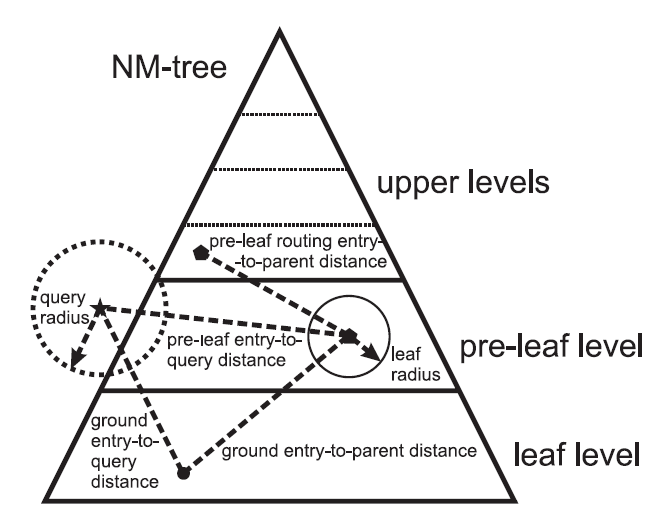 NM-tree
upper levels
pre-leaf routing entry-
-to-parent distance
query
radius
pre-leaf entry-to-
query distance
leaf
radius
pre-leaf level
ground
entry-to-
query
distance
ground entry-to-parent distance
leaf level